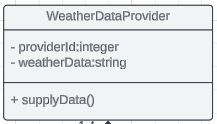 WeatherDataProvider
- providerId:integer
- weatherData:string
+ supplyData()